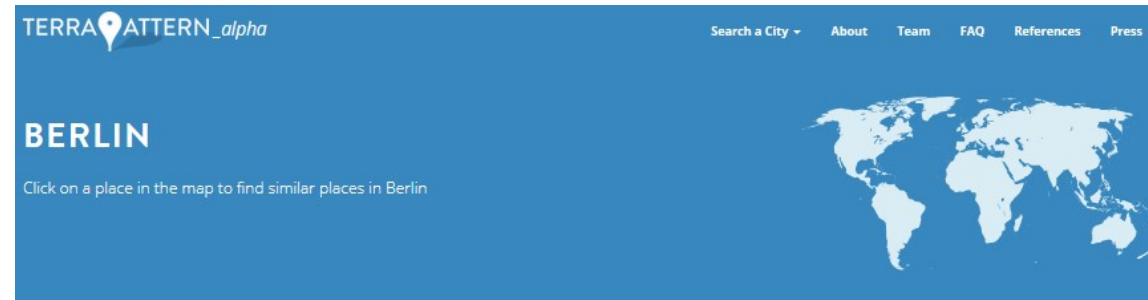 TERRAPATTERN_alpha
Search a City About Team FAQ References Press
BERLIN
Click on a place in the map to find similar places in Berlin